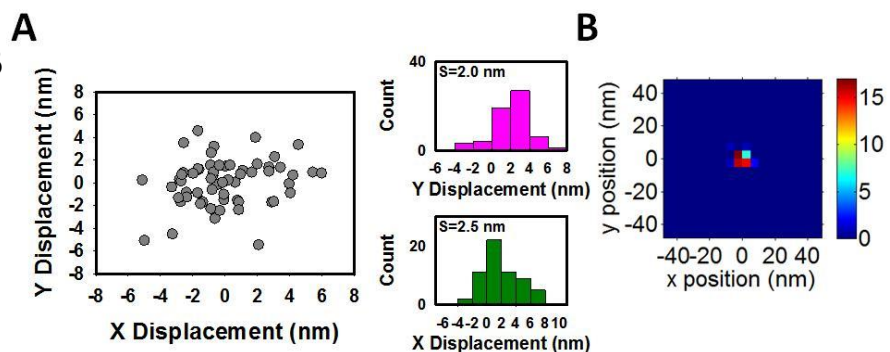 A
B
Y Displacement (nm)
8
6
4
2
0
-2
-4
-6
-8
-8 -6 -4 -2 0 2 4 6 8
X Displacement (nm)
Count
40
0
S=2.0 nm
-6 -4 -2 0 2 4 6 8
Y Displacement (nm)
Count
20
0
S=2.5 nm
-6 -4 -2 0 2 4 6 8 10
X Displacement (nm)
y position (nm)
40
20
0
-20
-40
-40 -20 0 20 40
x position (nm)
15
10
5
0